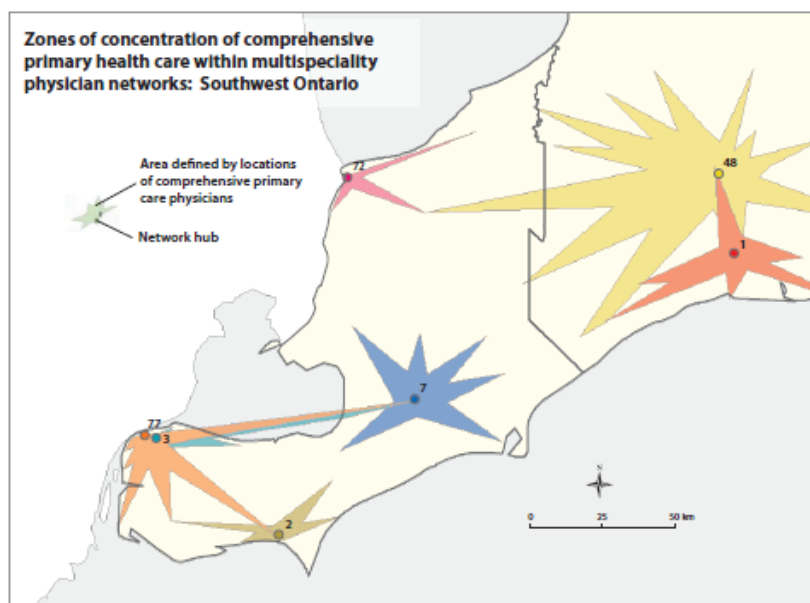 Zones of concentration of comprehensive
primary health care within multispeciality
physician networks: Southwest Ontario
Area defined by locations
of comprehensive primary
care physicians
Network hub
72
48
1
7
77
3
2
N
0 25 50 km